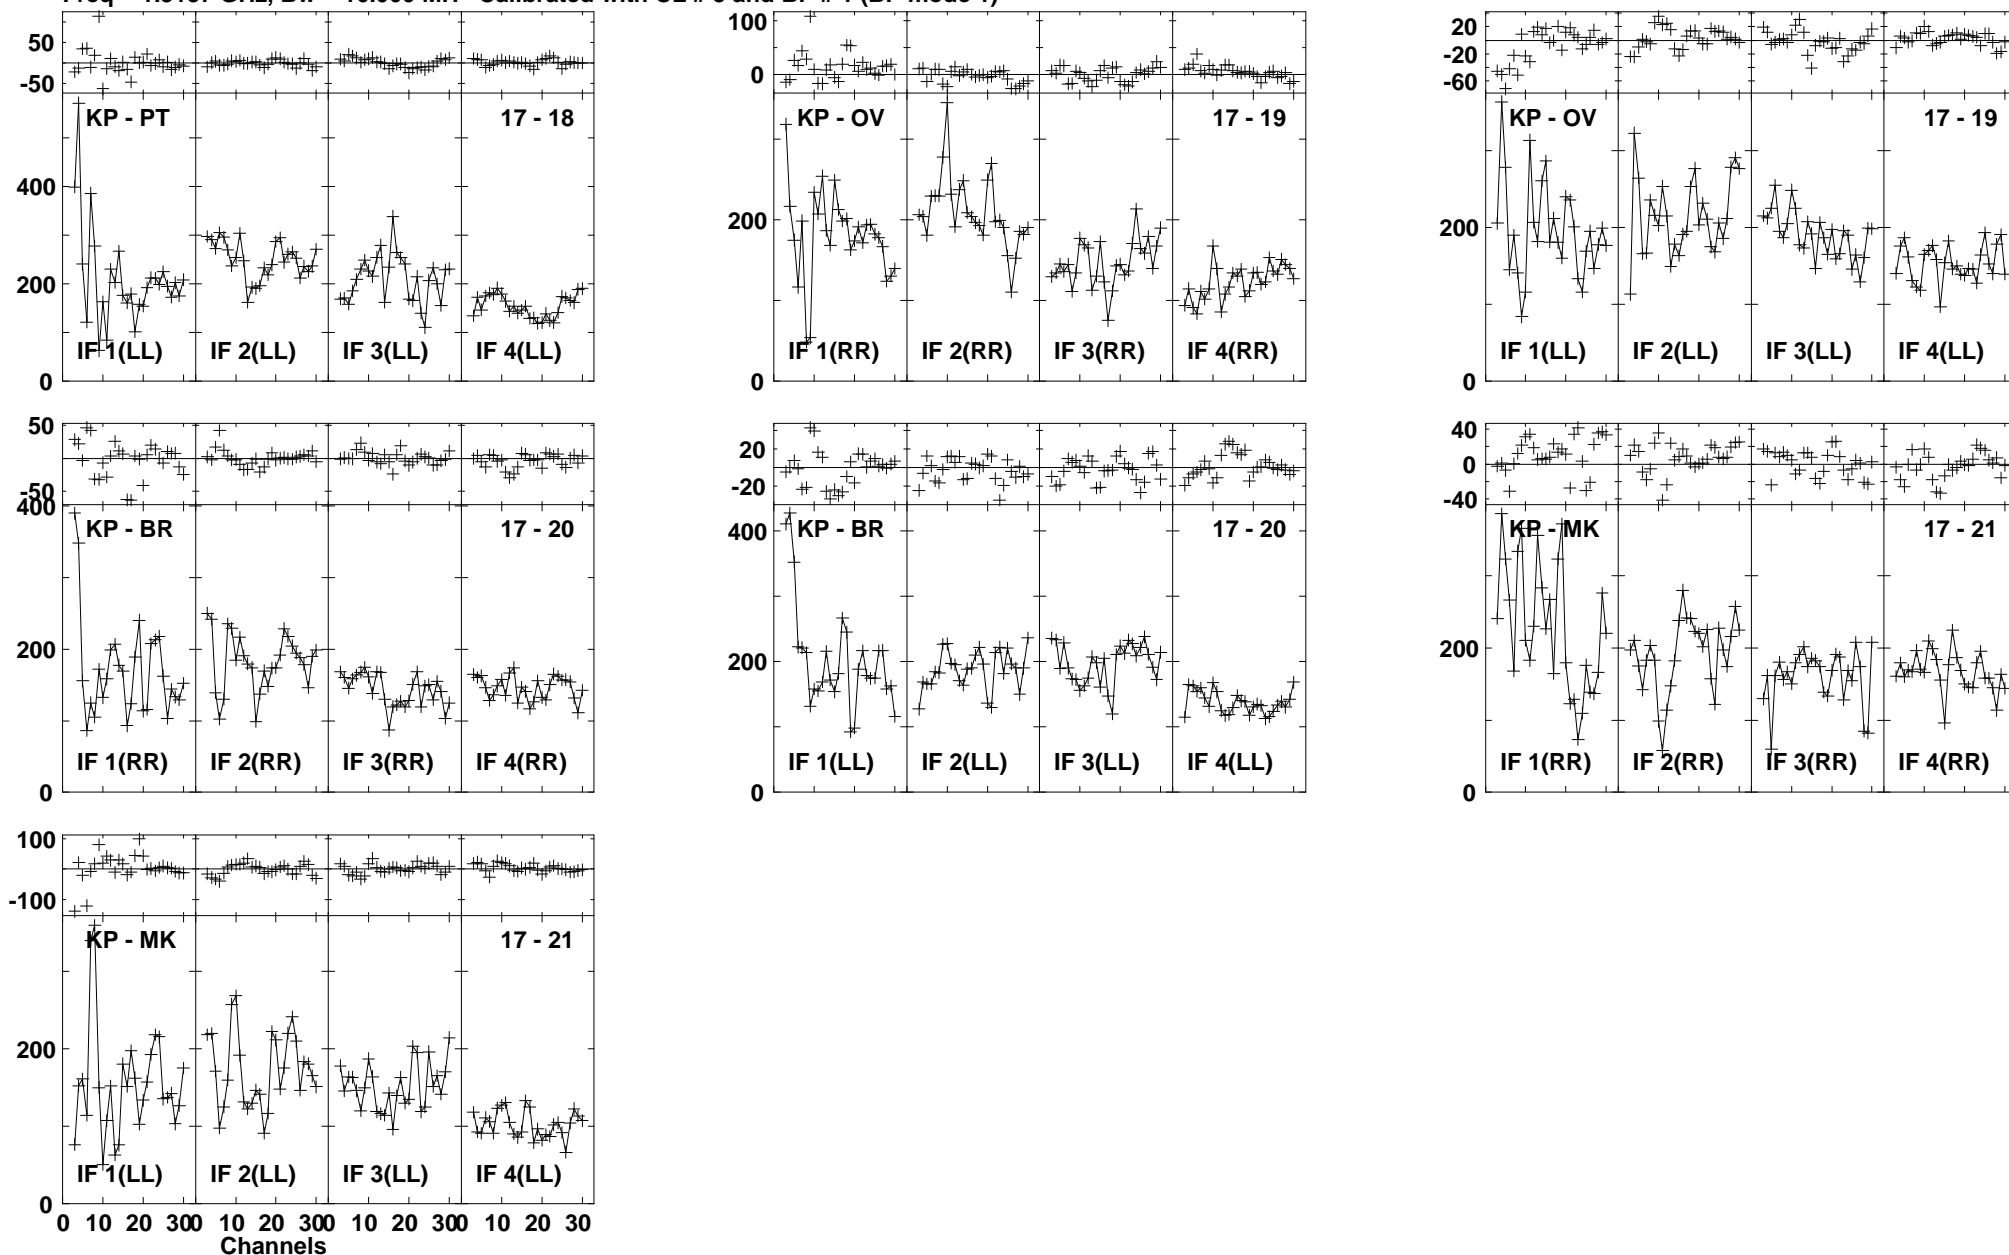 50
0
-50
KP - PT
17 - 18
400
200
0
IF 1(LL)
IF 2(LL)
IF 3(LL)
IF 4(LL)
100
0
KP - OV
17 - 19
200
0
IF 1(RR)
IF 2(RR)
IF 3(RR)
IF 4(RR)
20
-20
-60
KP - OV
17 - 19
200
0
IF 1(LL)
IF 2(LL)
IF 3(LL)
IF 4(LL)
50
0
-50
400
KP - BR
17 - 20
200
0
IF 1(RR)
IF 2(RR)
IF 3(RR)
IF 4(RR)
20
-20
400
KP - BR
17 - 20
200
0
IF 1(LL)
IF 2(LL)
IF 3(LL)
IF 4(LL)
40
0
-40
KP - MK
17 - 21
200
0
IF 1(RR)
IF 2(RR)
IF 3(RR)
IF 4(RR)
100
-100
KP - MK
17 - 21
200
0
IF 1(LL)
IF 2(LL)
IF 3(LL)
IF 4(LL)
0 10 20 30 0 10 20 30 0 10 20 30 0 10 20 30
Channels